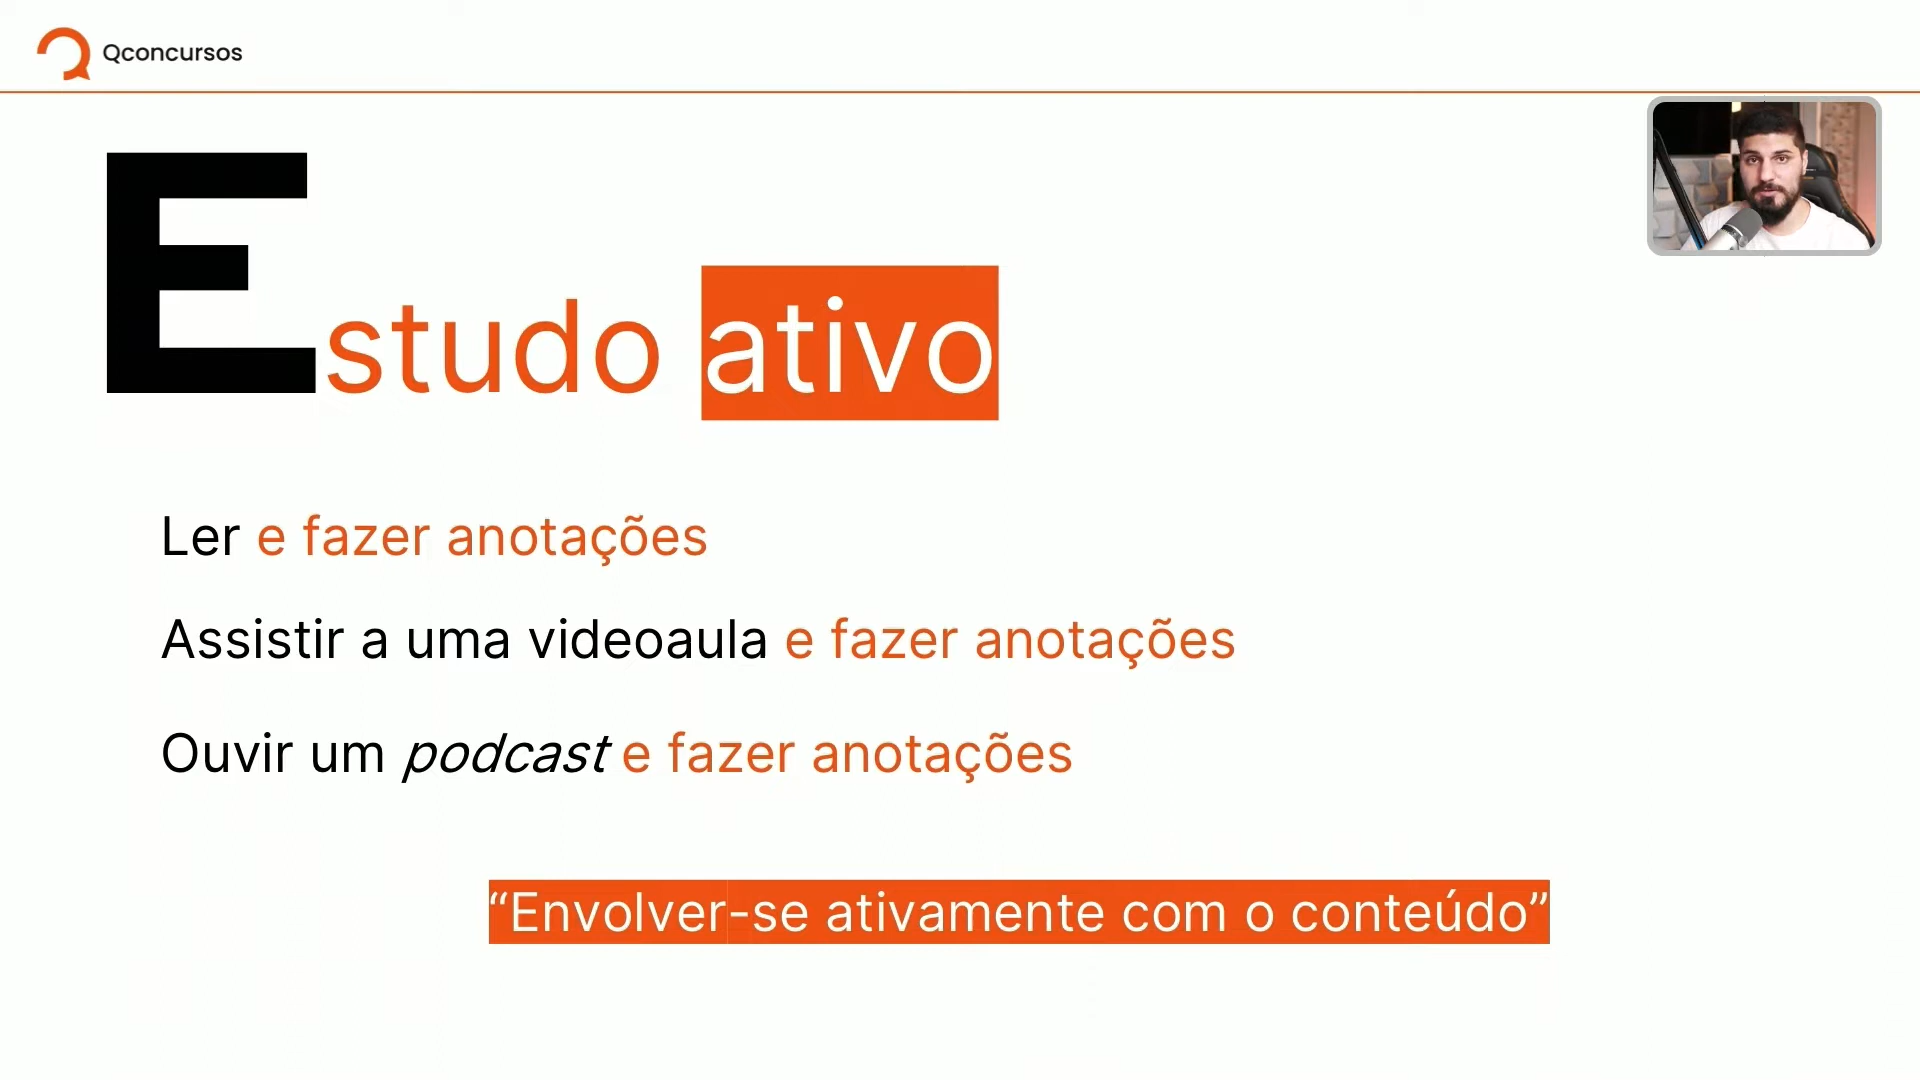 Qconcursos
Estudo ativo
Ler e fazer anotações
Assistir a uma videoaula e fazer anotações
Ouvir um podcast e fazer anotações
“Envolver-se ativamente com o conteúdo”